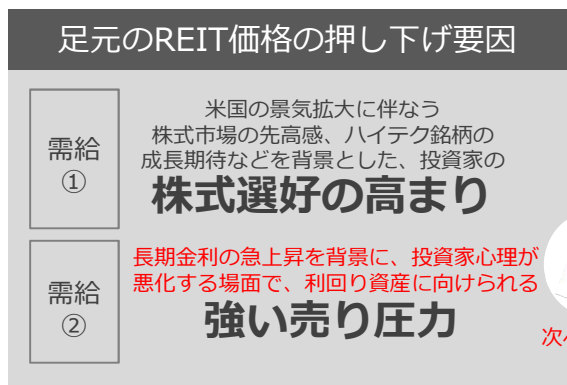 足元のREIT価格の押し下げ要因
需給
①
米国の景気拡大に伴なう
株式市場の先高感、ハイテク銘柄の
成長期待などを背景とした、投資家の
株式選好の高まり
需給
②
長期金利の急上昇を背景に、投資家心理が
悪化する場面で、利回り資産に向けられる
強い売り圧力
次ペ